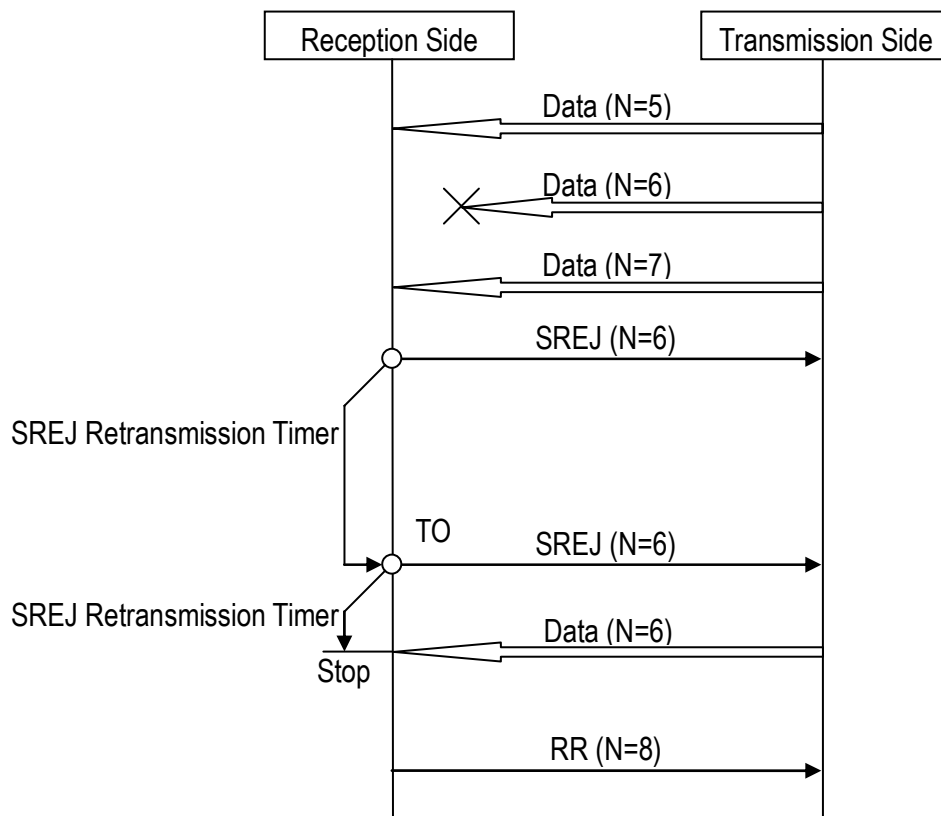 Reception Side
Transmission Side
Data (N=5)
Data (N=6)
Data (N=7)
SREJ (N=6)
SREJ Retransmission Timer
TO
SREJ (N=6)
SREJ Retransmission Timer
Data (N=6)
Stop
RR (N=8)